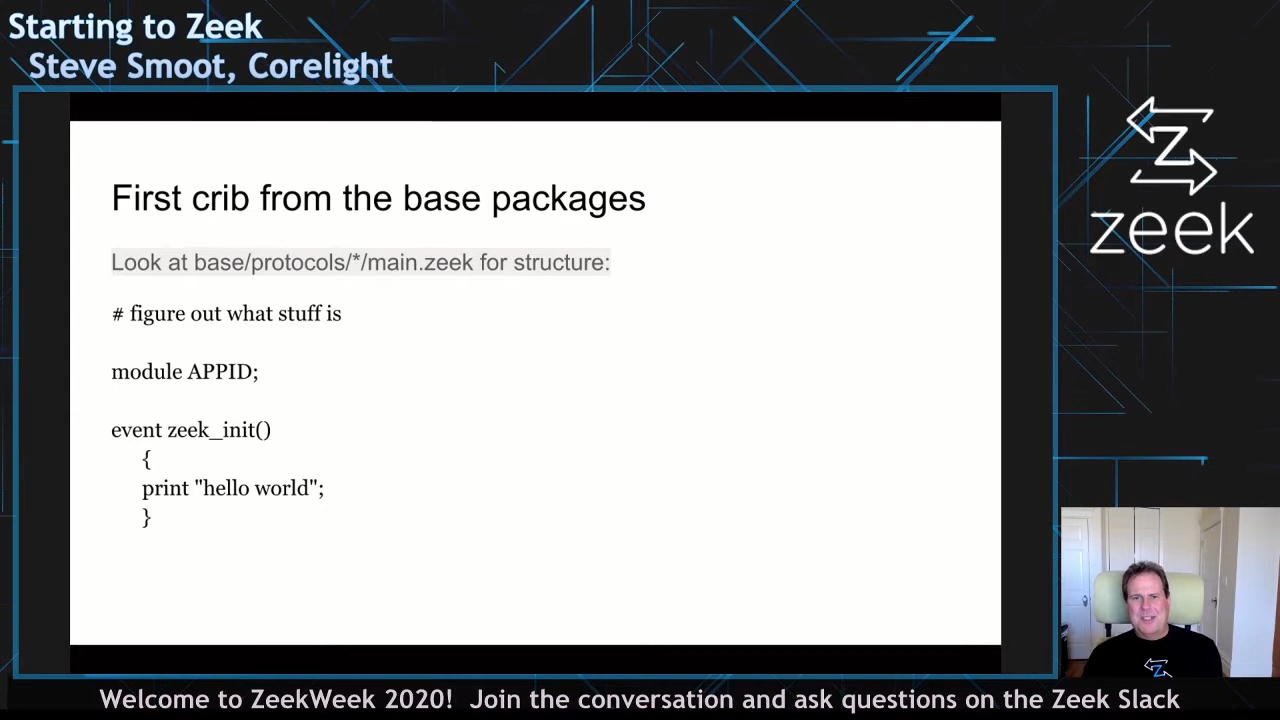 Starting to Zeek
Steve Smoot, Corelight
First crib from the base packages
Look at base/protocols/*/main.zeek for structure:
# figure out what stuff is
module APPID;
event zeek_init()
{
print "hello world";
}
zeek
Welcome to ZeekWeek 2020! Join the conversation and ask questions on the Zeek Slack